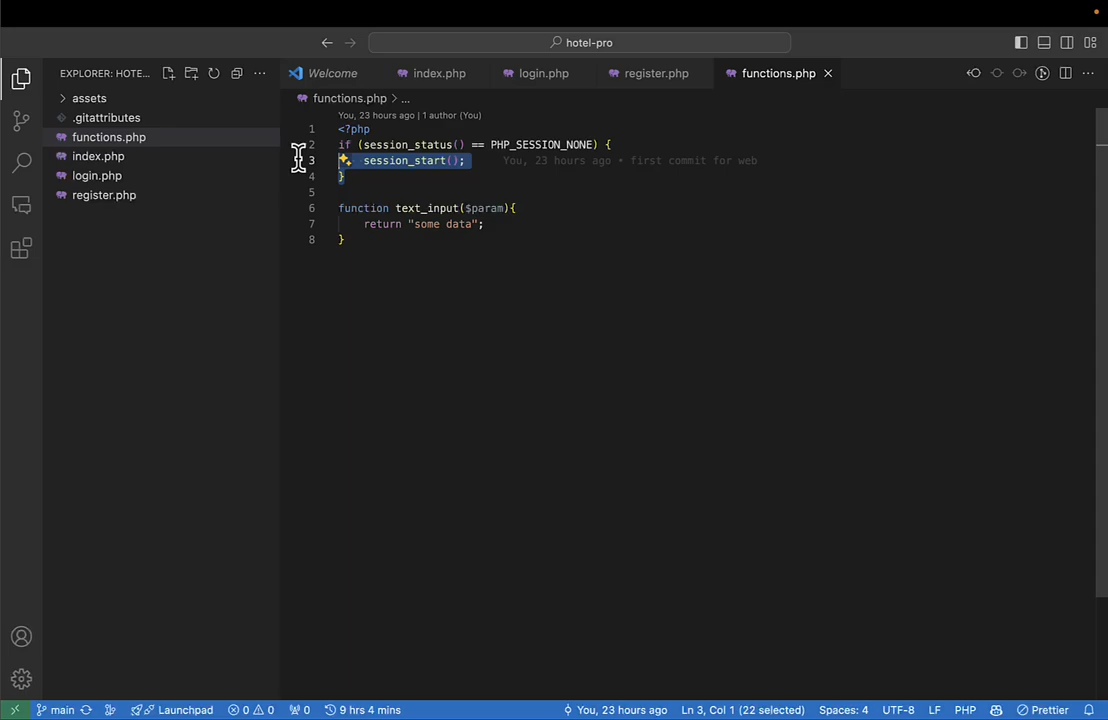 hotel-pro
EXPLORER: HOTE...
Welcome
index.php
login.php
register.php
functions.php
assets
.gitattributes
functions.php
index.php
login.php
register.php
functions.php > ...
You, 23 hours ago | 1 author (You)
1 <?php
2 if (session_status() == PHP_SESSION_NONE) {
3 session_start(); You, 23 hours ago • first commit for web
4 }
5
6 function text_input($param){
7 return "some data";
8 }
main
Launchpad
0 0
0
9 hrs 4 mins
You, 23 hours ago
Ln 3, Col 1 (22 selected)
Spaces: 4
UTF-8
LF
PHP
Prettier